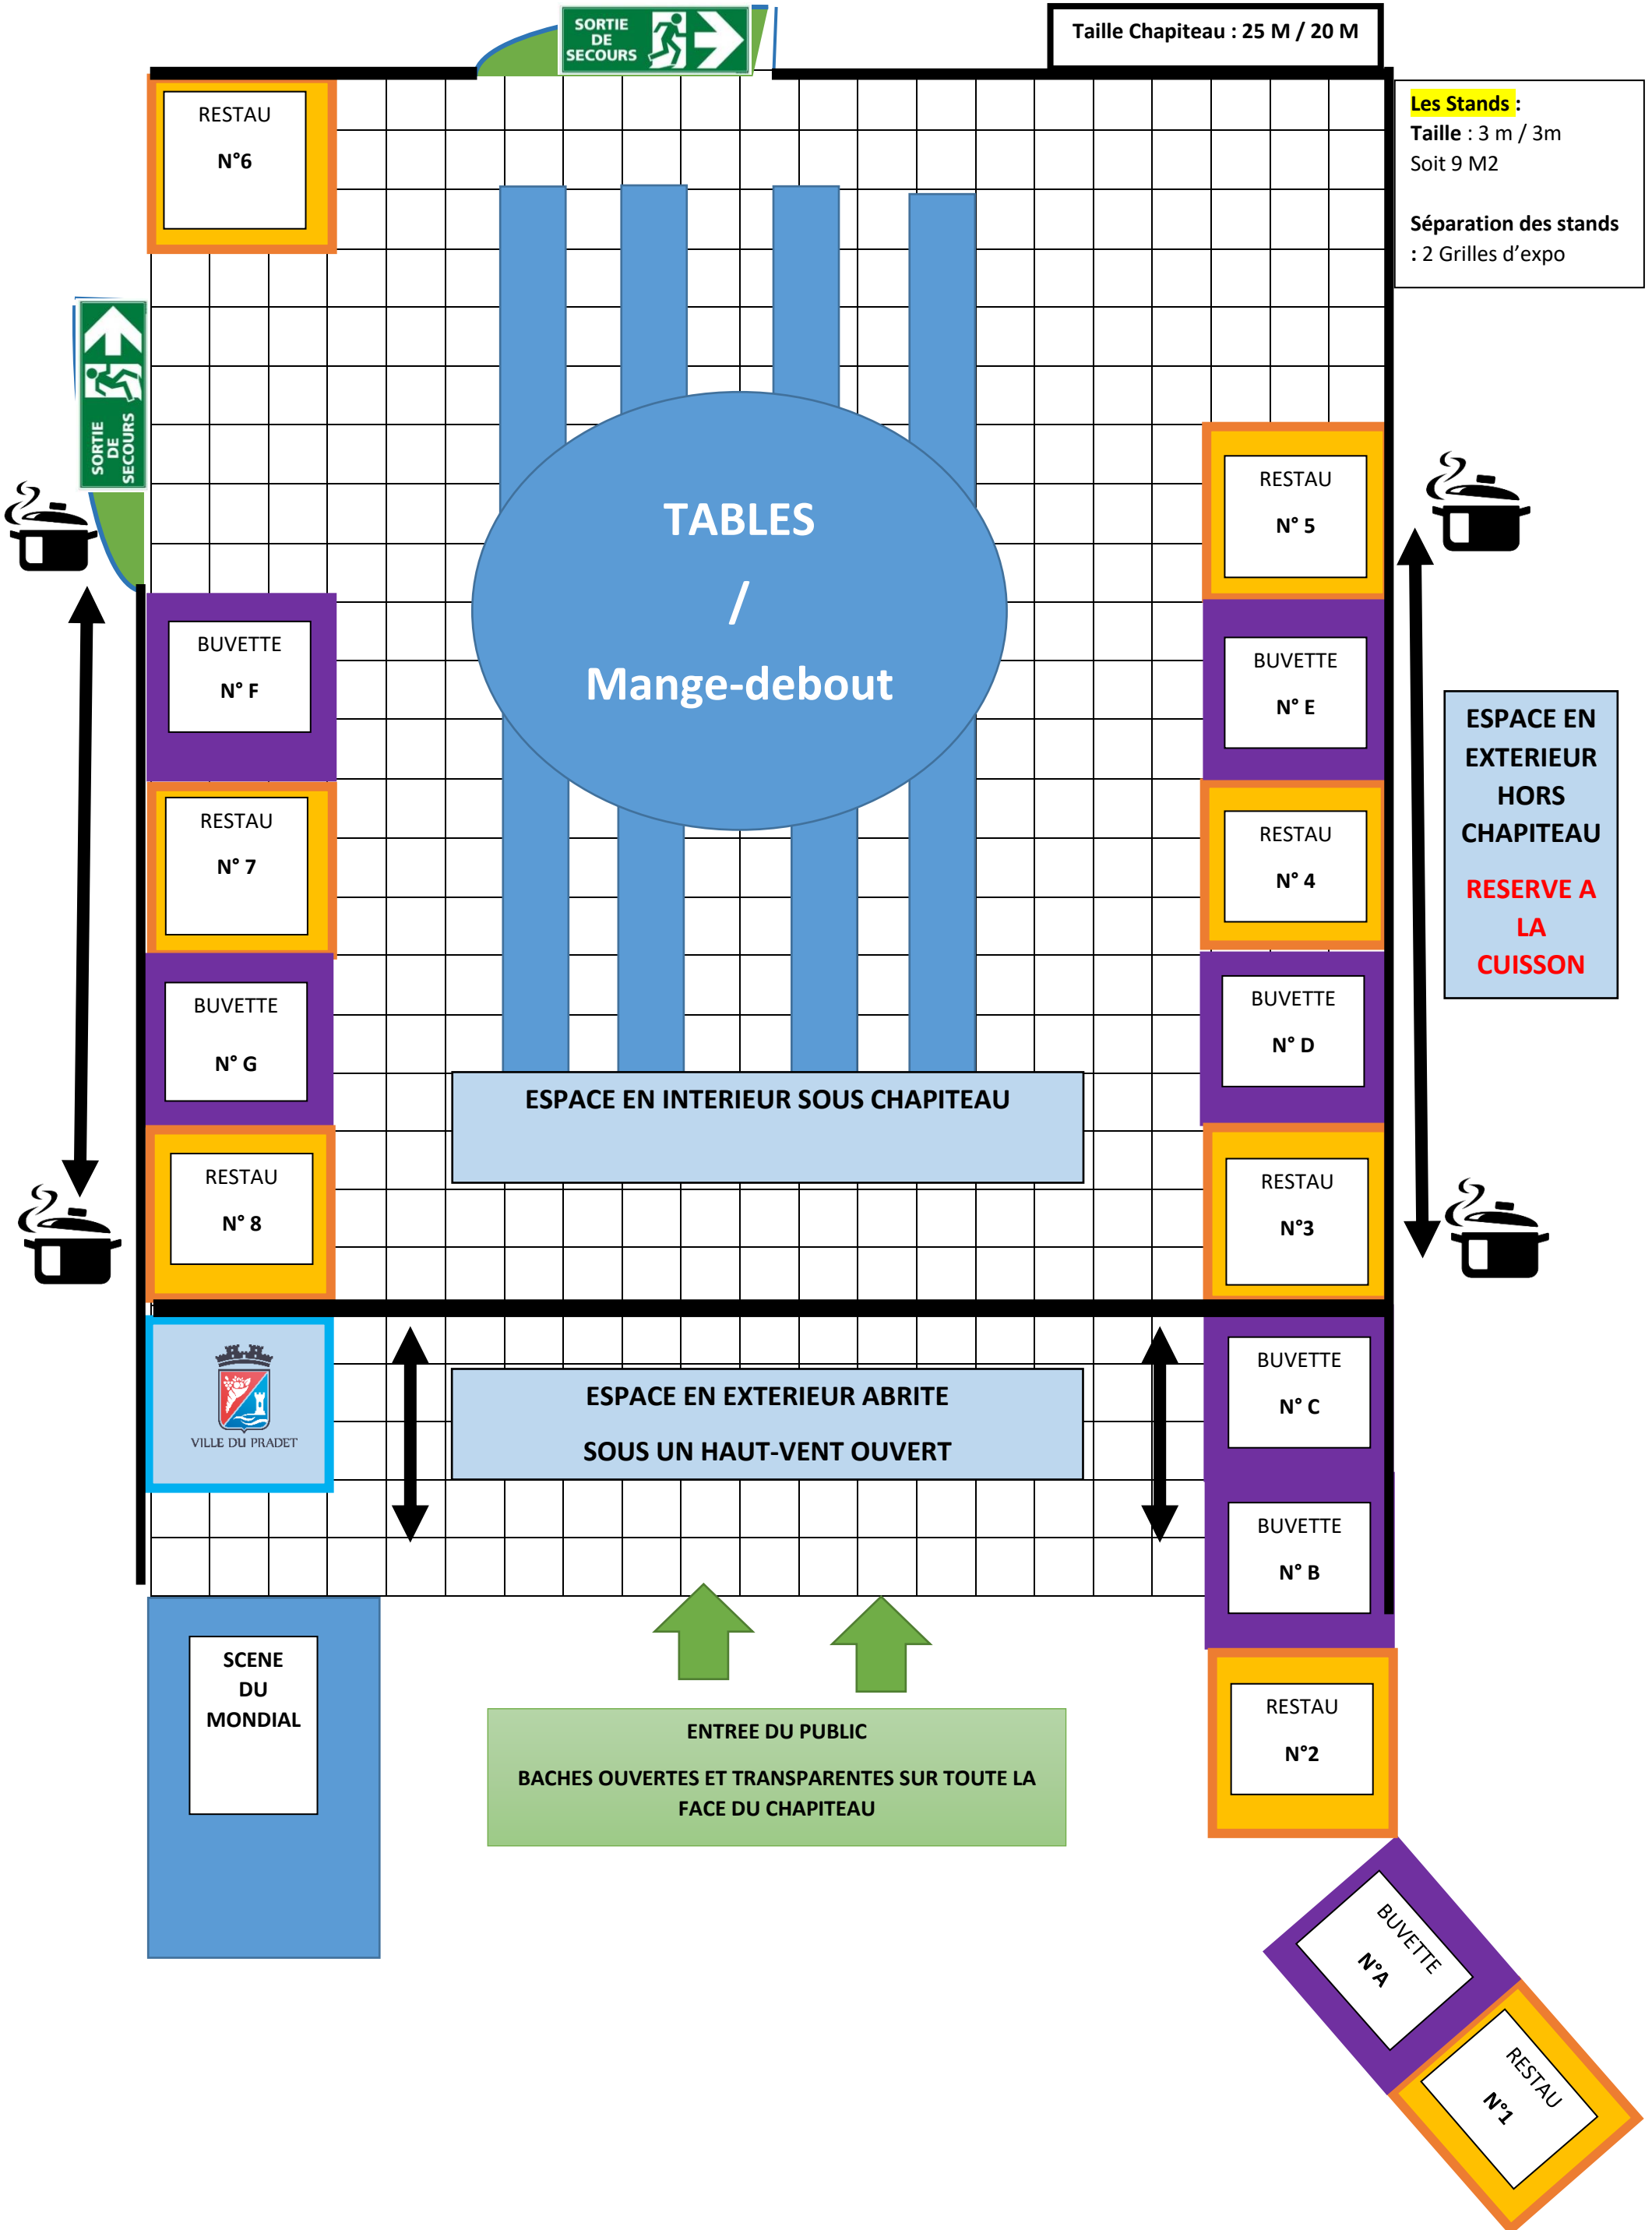 SORTIE
DE
SECOURS
Taille Chapiteau : 25 M / 20 M
Les Stands :
Taille : 3 m / 3m
Soit 9 M2
Séparation des stands
: 2 Grilles d’expo
RESTAU
N°6
SORTIE
DE
SECOURS
TABLES
/
Mange-debout
RESTAU
N° 5
BUVETTE
N° F
BUVETTE
N° E
ESPACE EN
EXTERIEUR
HORS
CHAPITEAU
RESERVE A
LA
CUISSON
RESTAU
N° 7
RESTAU
N° 4
BUVETTE
N° G
BUVETTE
N° D
ESPACE EN INTERIEUR SOUS CHAPITEAU
RESTAU
N° 8
RESTAU
N°3
VILLE DU PRADET
ESPACE EN EXTERIEUR ABRITE
SOUS UN HAUT-VENT OUVERT
BUVETTE
N° C
BUVETTE
N° B
SCENE
DU
MONDIAL
ENTREE DU PUBLIC
BACHES OUVERTES ET TRANSPARENTES SUR TOUTE LA
FACE DU CHAPITEAU
RESTAU
N°2
BUVETTE
N°A
RESTAU
N°1